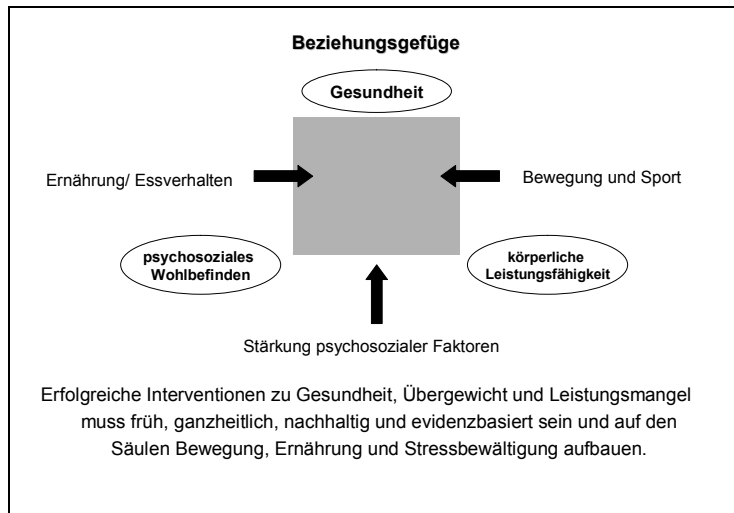 Beziehungsgefüge
Gesundheit
Ernährung/ Essverhalten
Bewegung und Sport
psychosoziales
Wohlbefinden
körperliche
Leistungsfähigkeit
Stärkung psychosozialer Faktoren
Erfolgreiche Interventionen zu Gesundheit, Übergewicht und Leistungsmangel
muss früh, ganzheitlich, nachhaltig und evidenzbasiert sein und auf den
Säulen Bewegung, Ernährung und Stressbewältigung aufbauen.